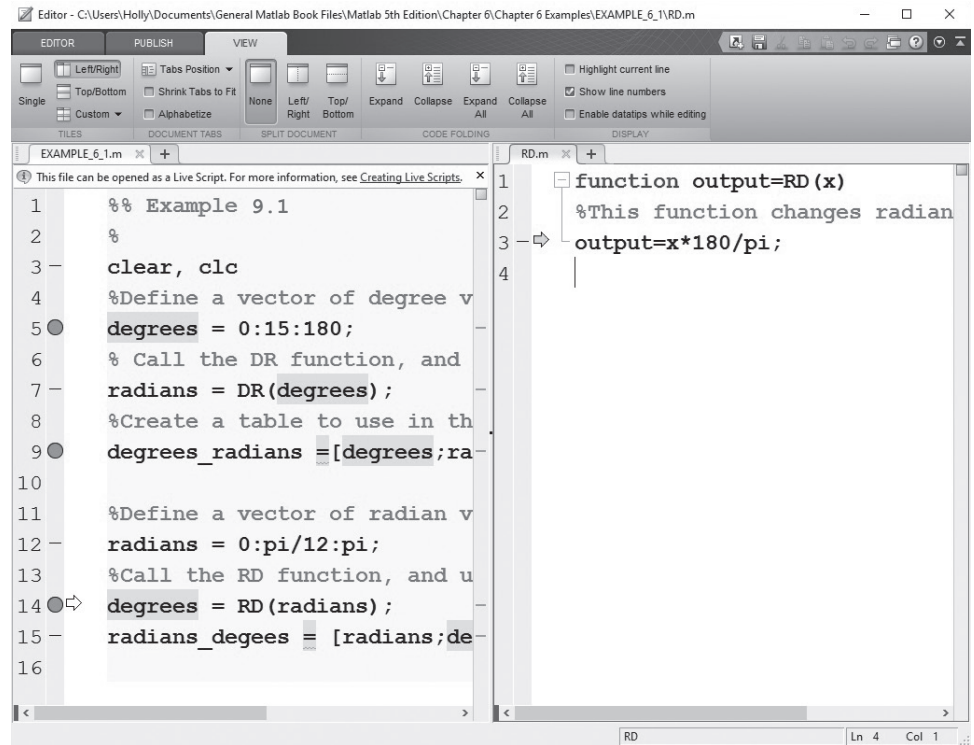 Editor - C:\Users\Holly\Documents\General Matlab Book Files\Matlab 5th Edition\Chapter 6\Chapter 6 Examples\EXAMPLE_6_1\RD.m
EDITOR PUBLISH VIEW
Single
Left/Right
Top/Bottom
Custom
TILES
Tabs Position
Shrink Tabs to Fit
Alphabetize
DOCUMENT TABS
None
Left/
Right
Top/
Bottom
SPLIT DOCUMENT
Expand
Collapse
Expand
All
Collapse
All
CODE FOLDING
Highlight current line
Show line numbers
Enable datatips while editing
DISPLAY
EXAMPLE_6_1.m
This file can be opened as a Live Script. For more information, see Creating Live Scripts.
1 %% Example 9.1
2 %
3 clear, clc
4 %Define a vector of degree v
5 degrees = 0:15:180;
6 % Call the DR function, and
7 radians = DR(degrees);
8 %Create a table to use in th
9 degrees_radians =[degrees;ra
10
11 %Define a vector of radian v
12 radians = 0:pi/12:pi;
13 %Call the RD function, and u
14 degrees = RD(radians);
15 radians_degees = [radians;de
16
RD.m
1 function output=RD(x)
2 %This function changes radian
3 output=x*180/pi;
4
RD
Ln 4 Col 1